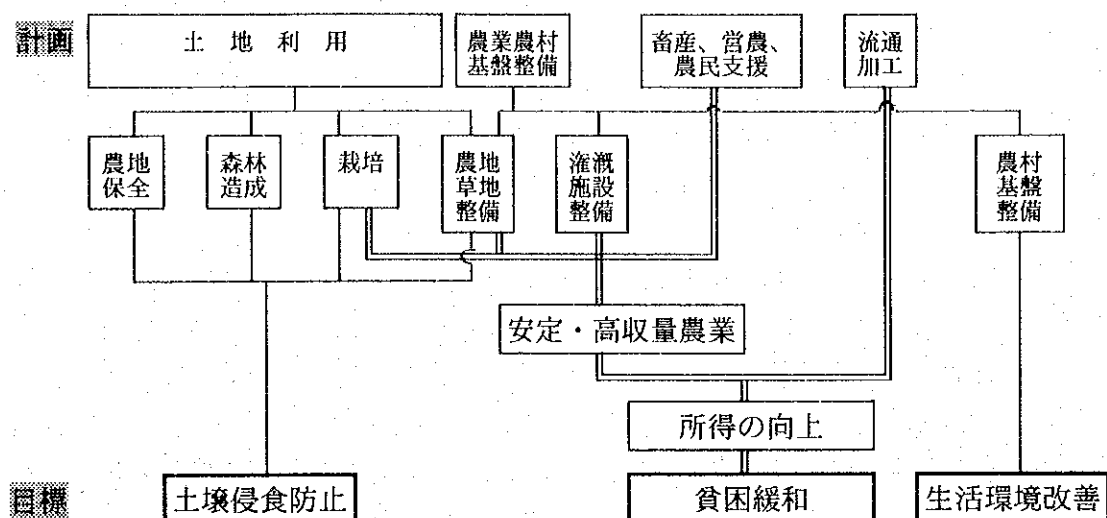 計画
土地利用
農業農村
基盤整備
畜産、営農、
農民支援
流通
加工
農地
保全
森林
造成
栽培
農地
草地
整備
灌漑
施設
整備
農村
基盤
整備
安定・高収量農業
所得の向上
目標
土壌侵食防止
貧困緩和
生活環境改善